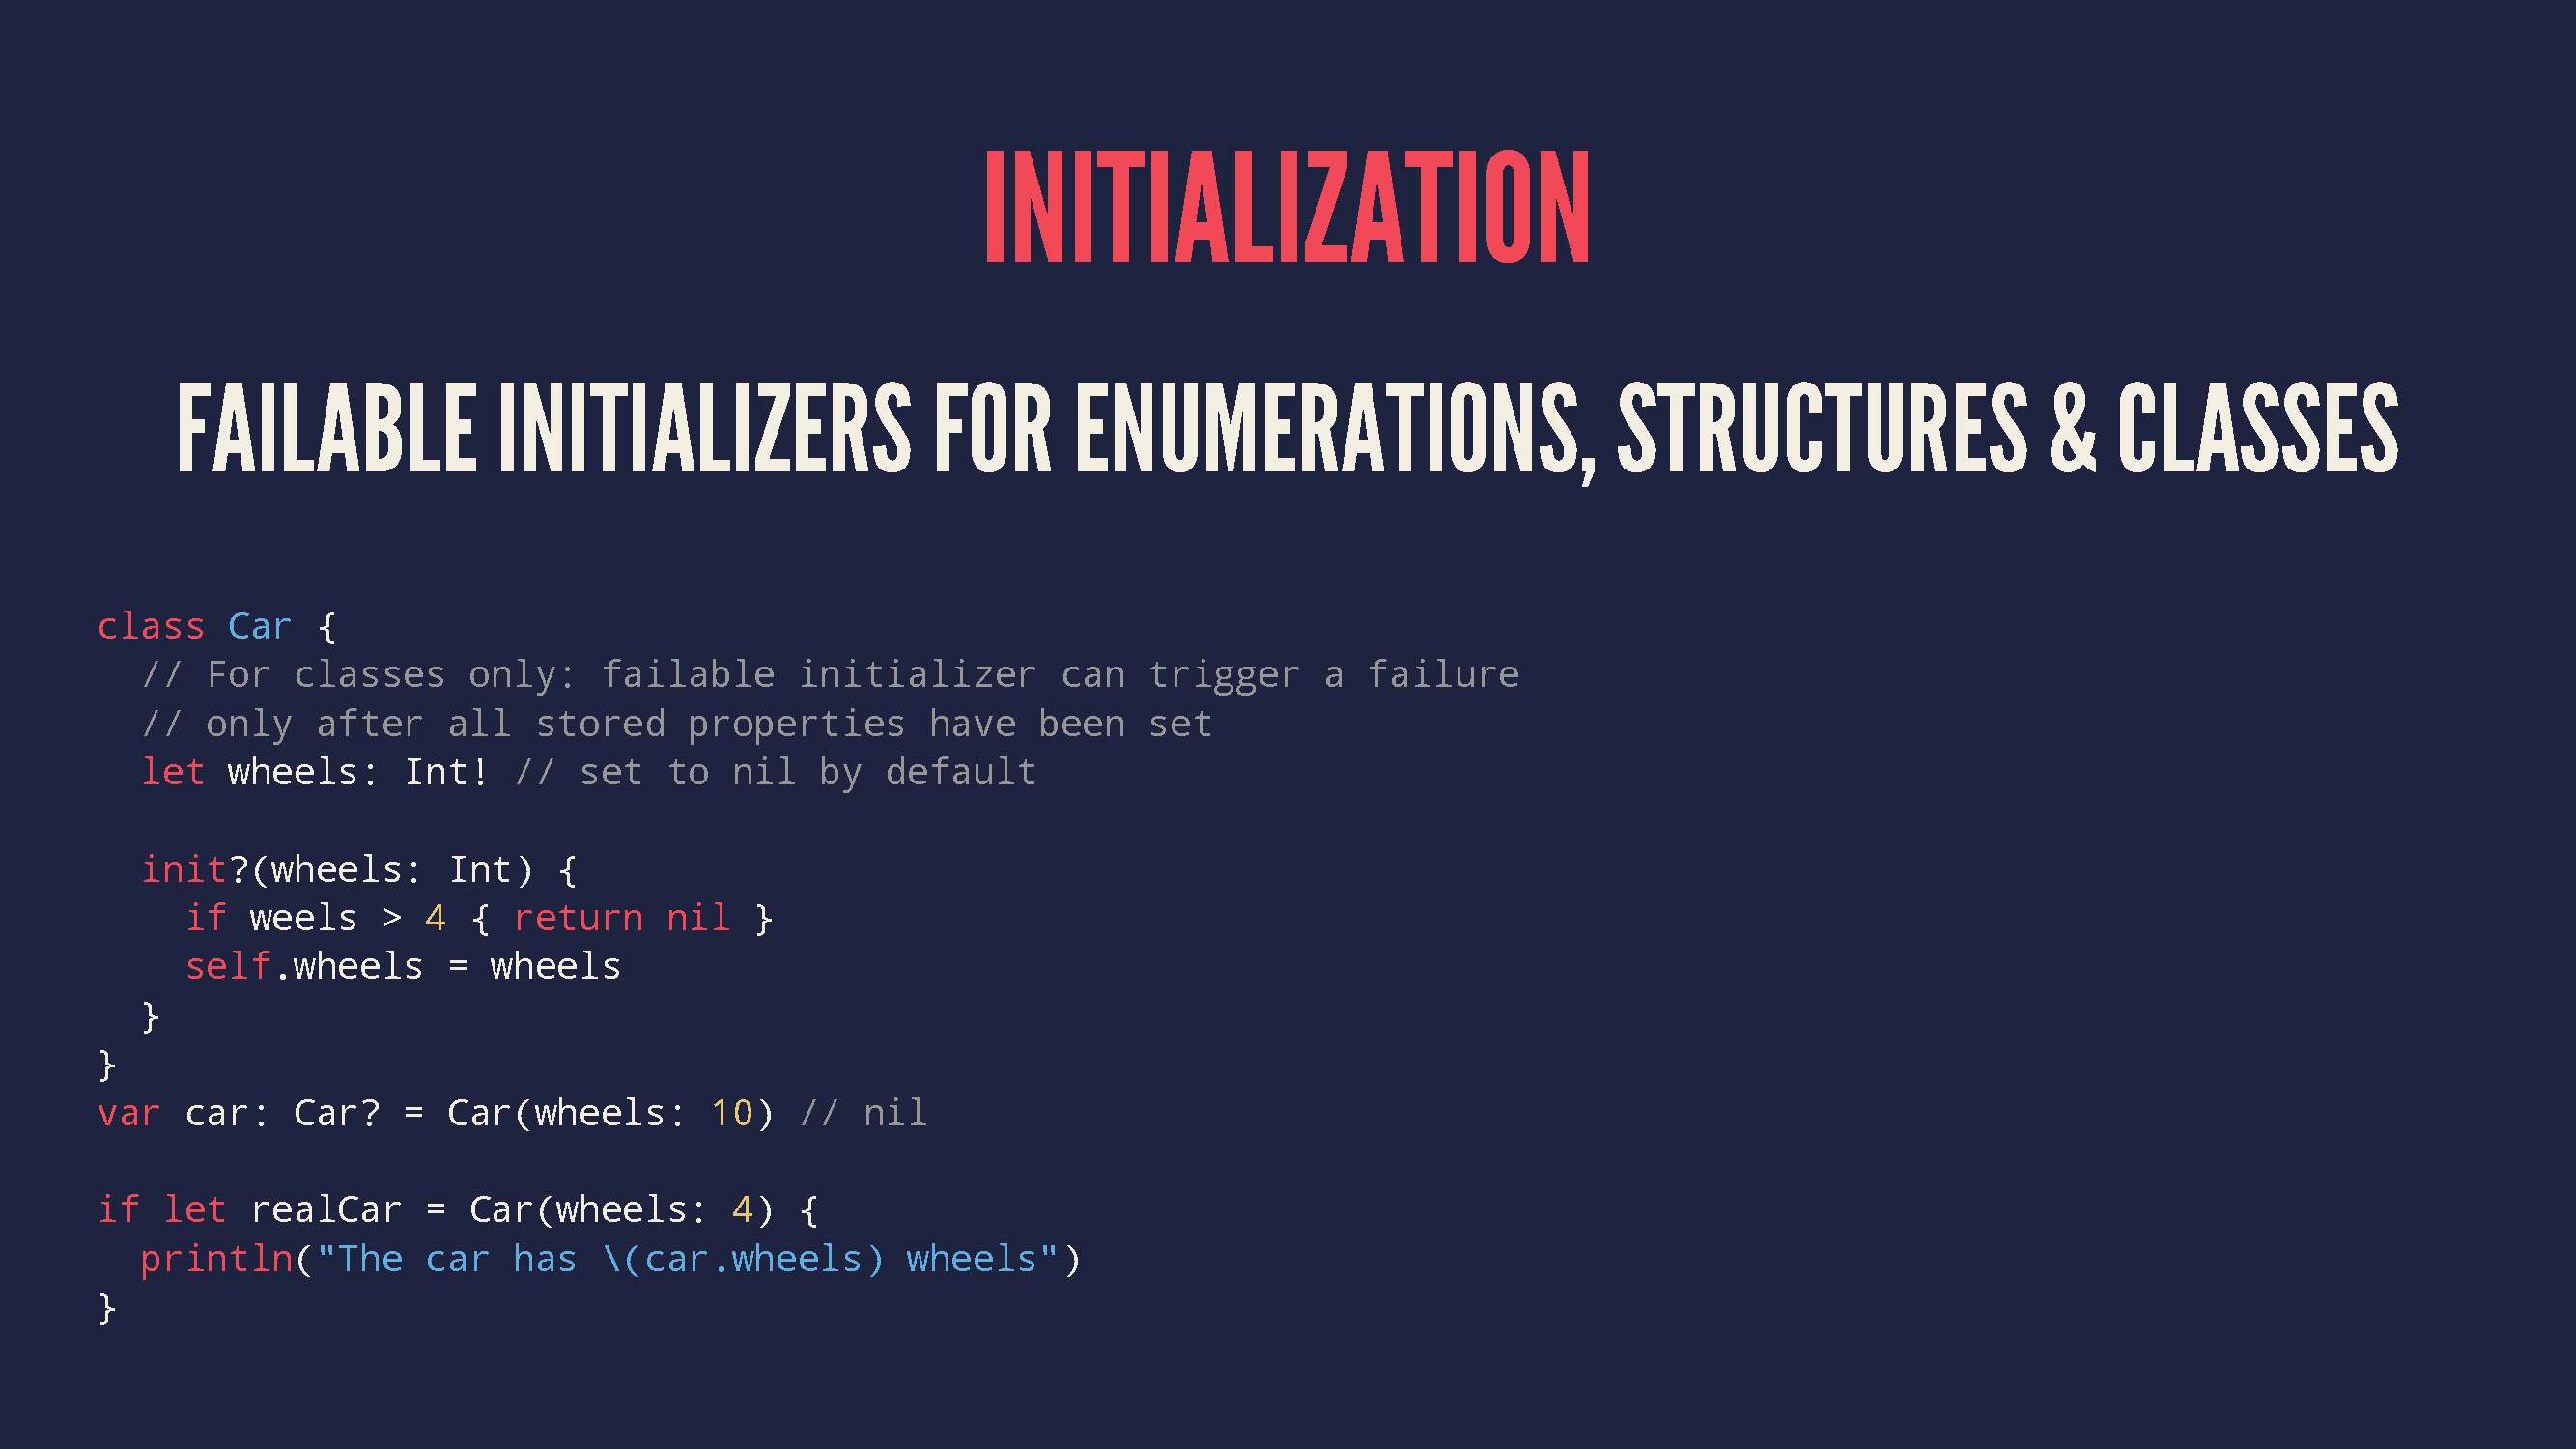 INITIALIZATION
FAILABLE INITIALIZERS FOR ENUMERATIONS, STRUCTURES & CLASSES
class Car {
// For classes only: failable initializer can trigger a failure
// only after all stored properties have been set
let wheels: Int! // set to nil by default
init?(wheels: Int) {
if weels > 4 { return nil }
self.wheels = wheels
}
}
var car: Car? = Car(wheels: 10) // nil
if let realCar = Car(wheels: 4) {
println("The car has \(car.wheels) wheels")
}